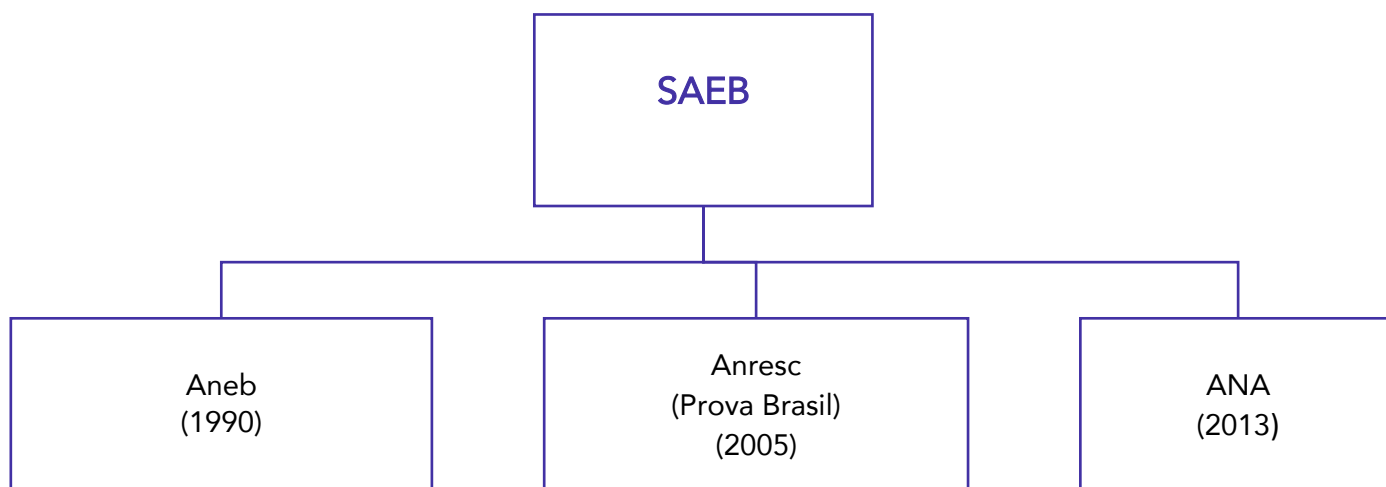 SAEB
Aneb
(1990)
Anresc
(Prova Brasil)
(2005)
ANA
(2013)